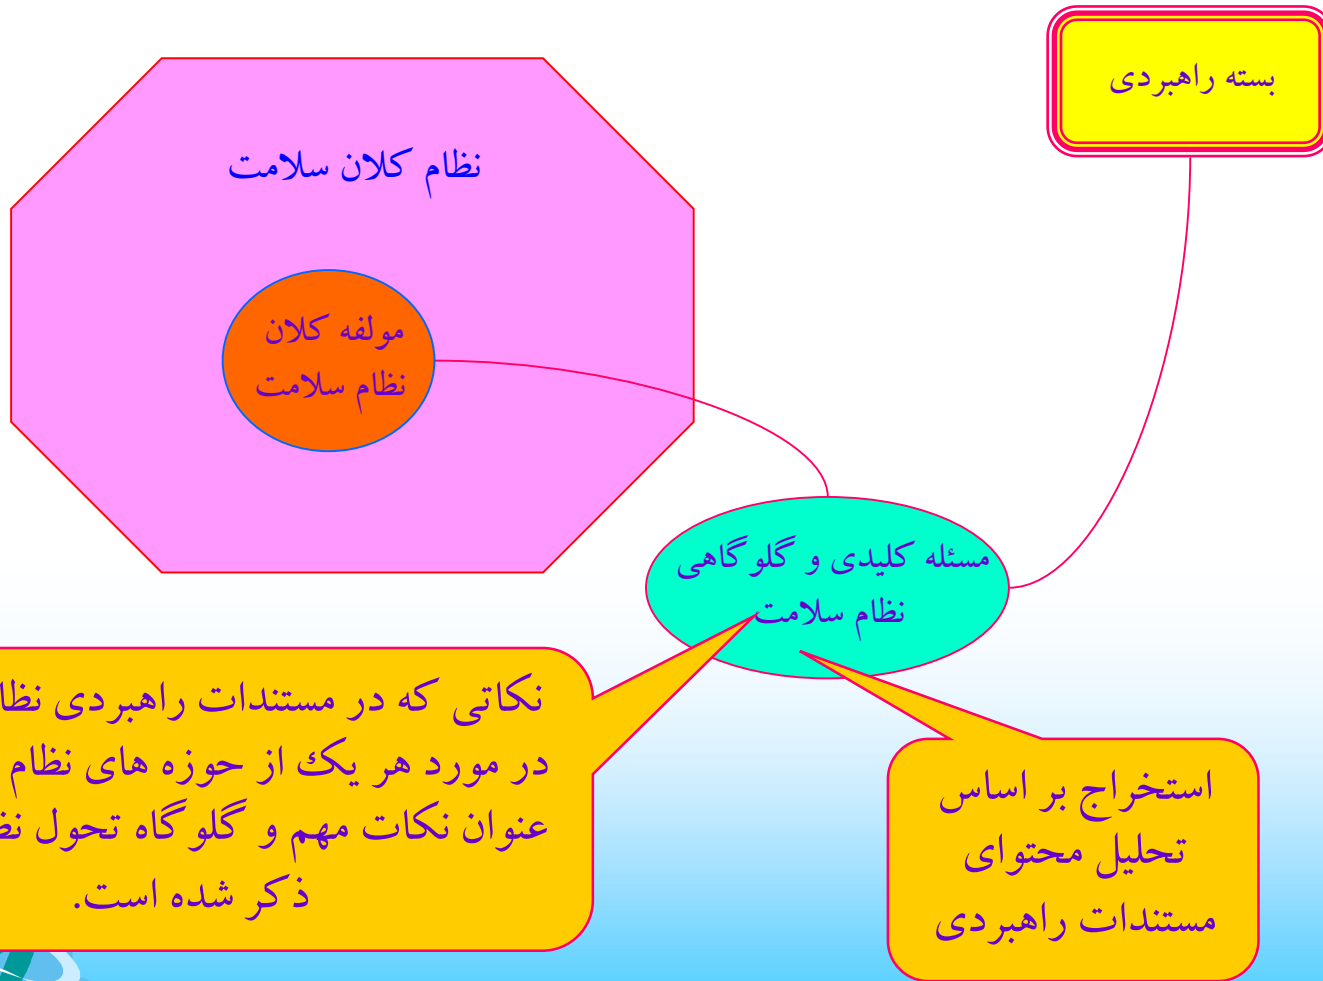 بسته راهبردی
نظام کلان سلامت
مولفه کلان
نظام سلامت
مسئله کلیدی و گلوگاهی
نظام سلامت
نکاتی که در مستندات راهبردی
در مورد هر یک از حوزه های نظام
عنوان نکات مهم و گلوگاه تحول
ذکر شده است.
استخراج بر اساس
تحلیل محتوای
مستندات راهبردی